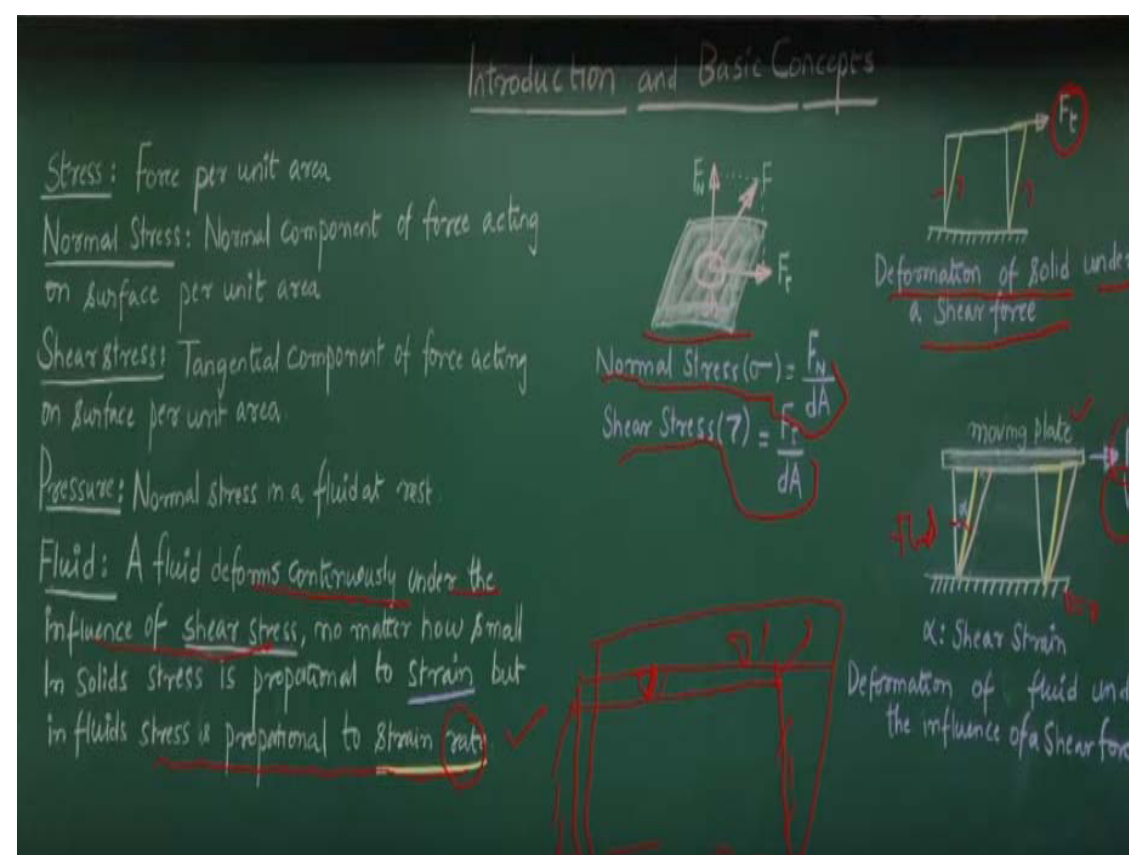 Introduction and Basic Concepts
Stress: Force per unit area
Normal Stress: Normal component of force acting
on surface per unit area
Shear stress: Tangential component of force acting
on surface per unit area.
Pressure: Normal stress in a fluid at rest.
Fluid: A fluid deforms continuously under the
influence of shear stress, no matter how small
In solids stress is propotional to strain but
in fluids stress is propotional to strain rate
FN F
Ft
Normal Stress (σ) = FN
dA
Shear Stress (τ) = Ft
dA
Ft
Deformation of solid under
a Shear force
moving plate
α
fluid
α: Shear Strain
Deformation of fluid und
the influence of a Shear for